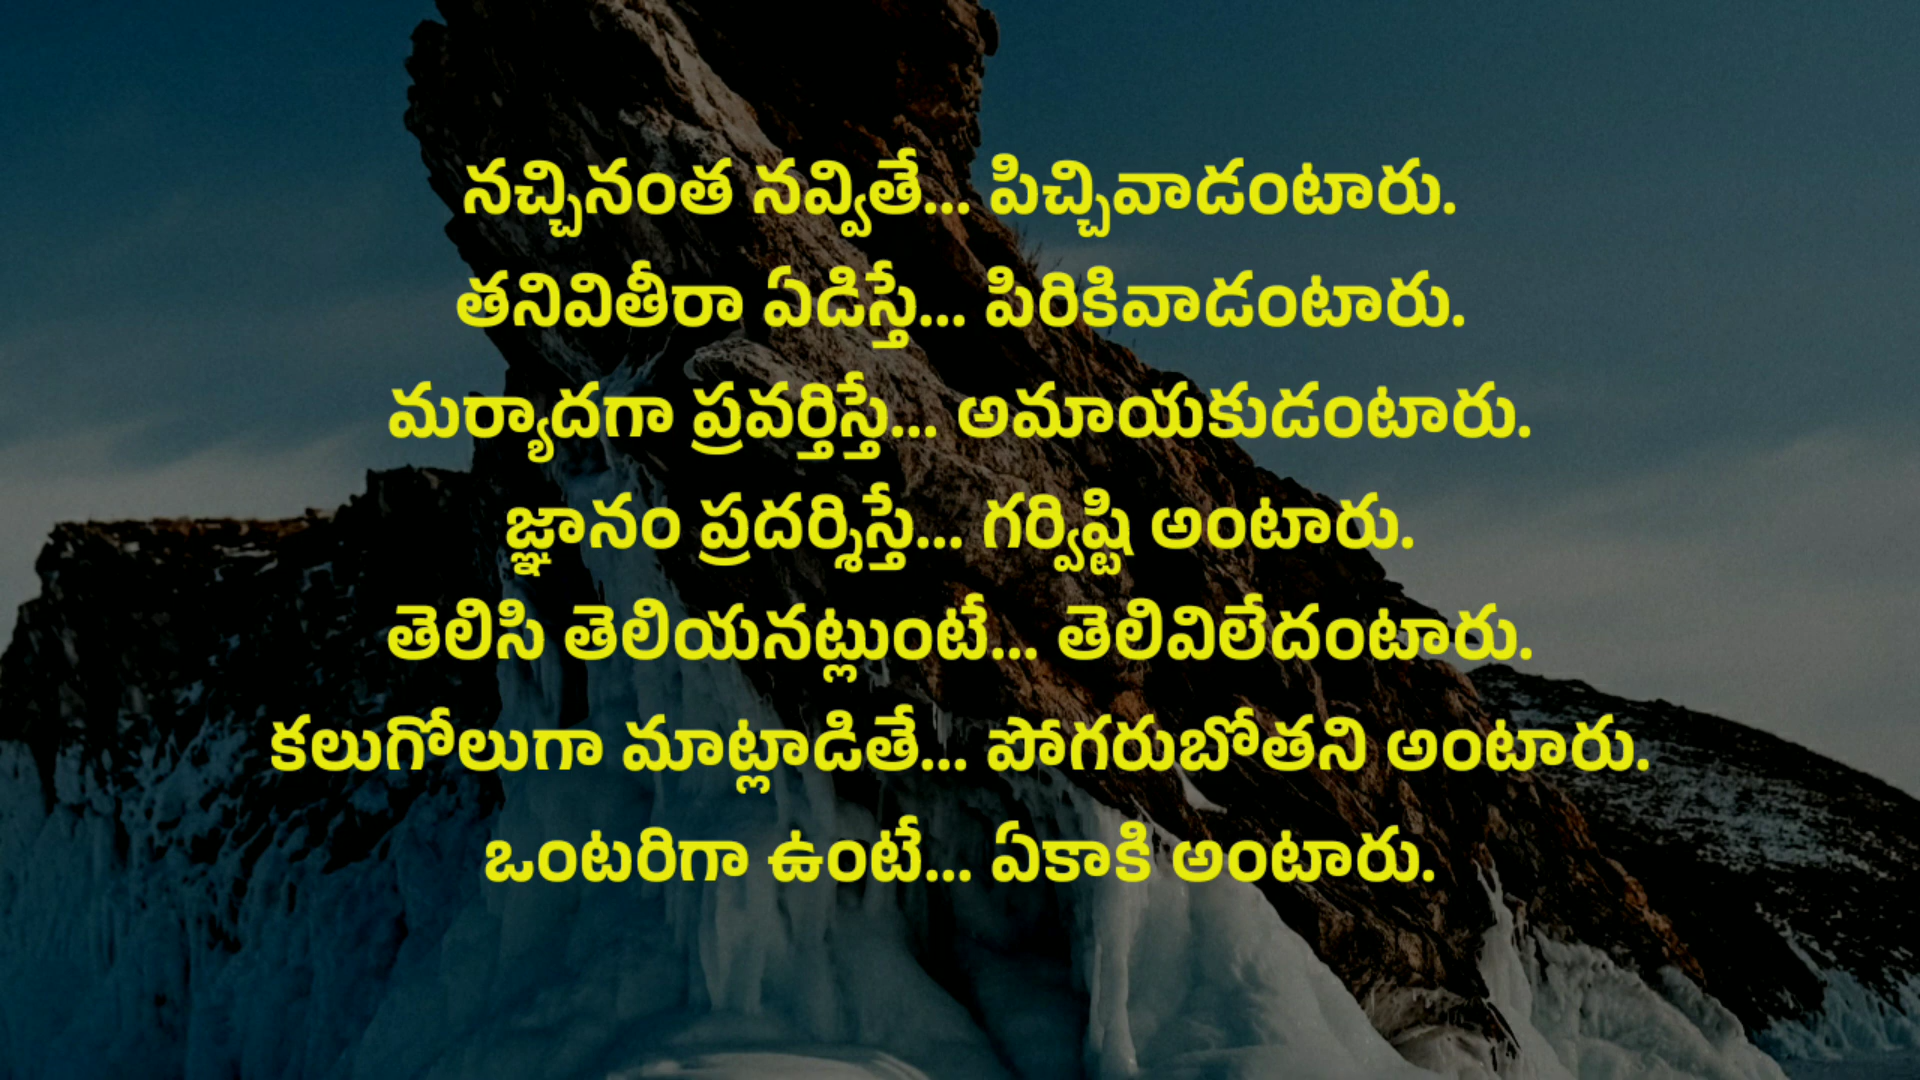 నచ్చినంత నవ్వితే... పిచ్చివాడంటారు.
తనివితీరా ఏడిస్తే... పిరికివాడంటారు.
మర్యాదగా ప్రవర్తిస్తే... అమాయకుడంటారు.
జ్ఞానం ప్రదర్శిస్తే... గర్విష్టి అంటారు.
తెలిసి తెలియనట్లుంటే... తెలివిలేదంటారు.
కలుగోలుగా మాట్లాడితే... పోగరుబోతని అంటారు.
ఒంటరిగా ఉంటే... ఏకాకి అంటారు.